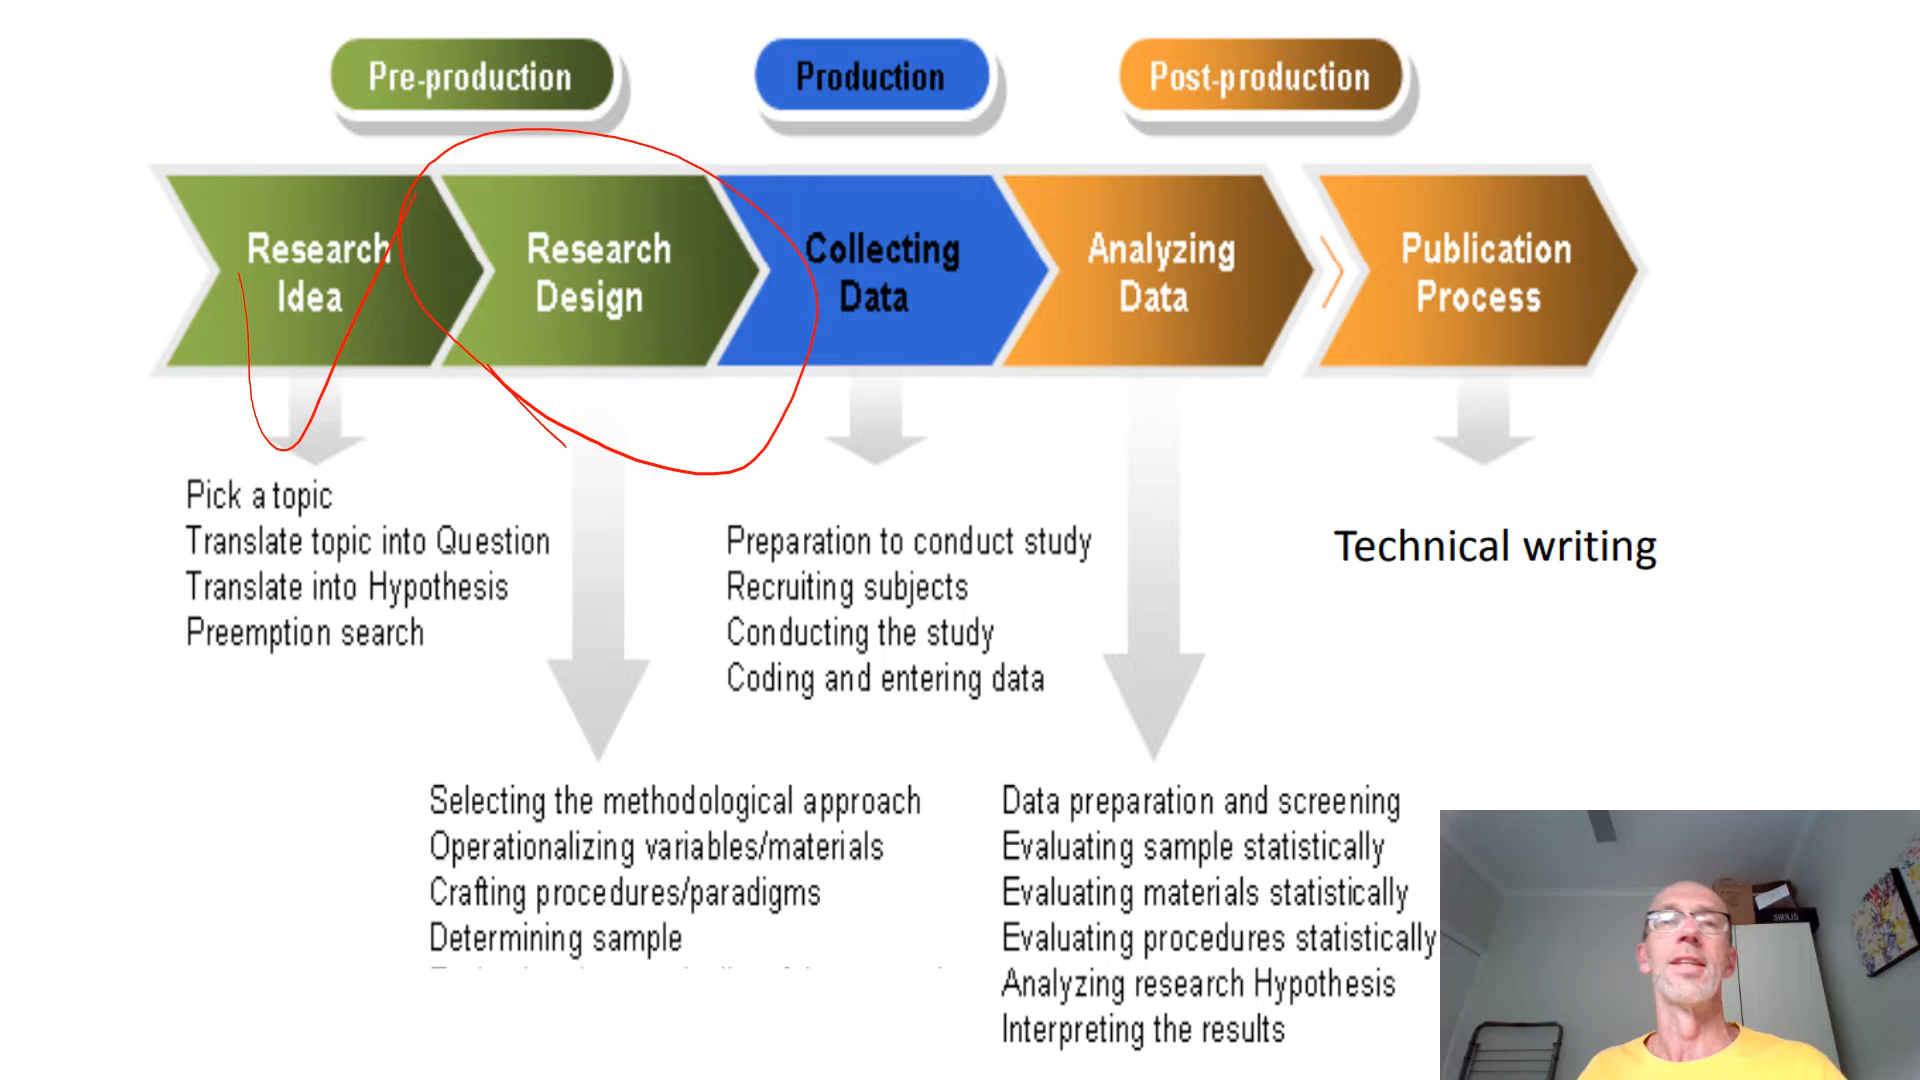 Pre-production
Production
Post-production
Research
Idea
Research
Design
Collecting
Data
Analyzing
Data
Publication
Process
Pick a topic
Translate topic into Question
Translate into Hypothesis
Preemption search
Selecting the methodological approach
Operationalizing variables/materials
Crafting procedures/paradigms
Determining sample
Preparation to conduct study
Recruiting subjects
Conducting the study
Coding and entering data
Data preparation and screening
Evaluating sample statistically
Evaluating materials statistically
Evaluating procedures statistically
Analyzing research Hypothesis
Interpreting the results
Technical writing
SIRIUS